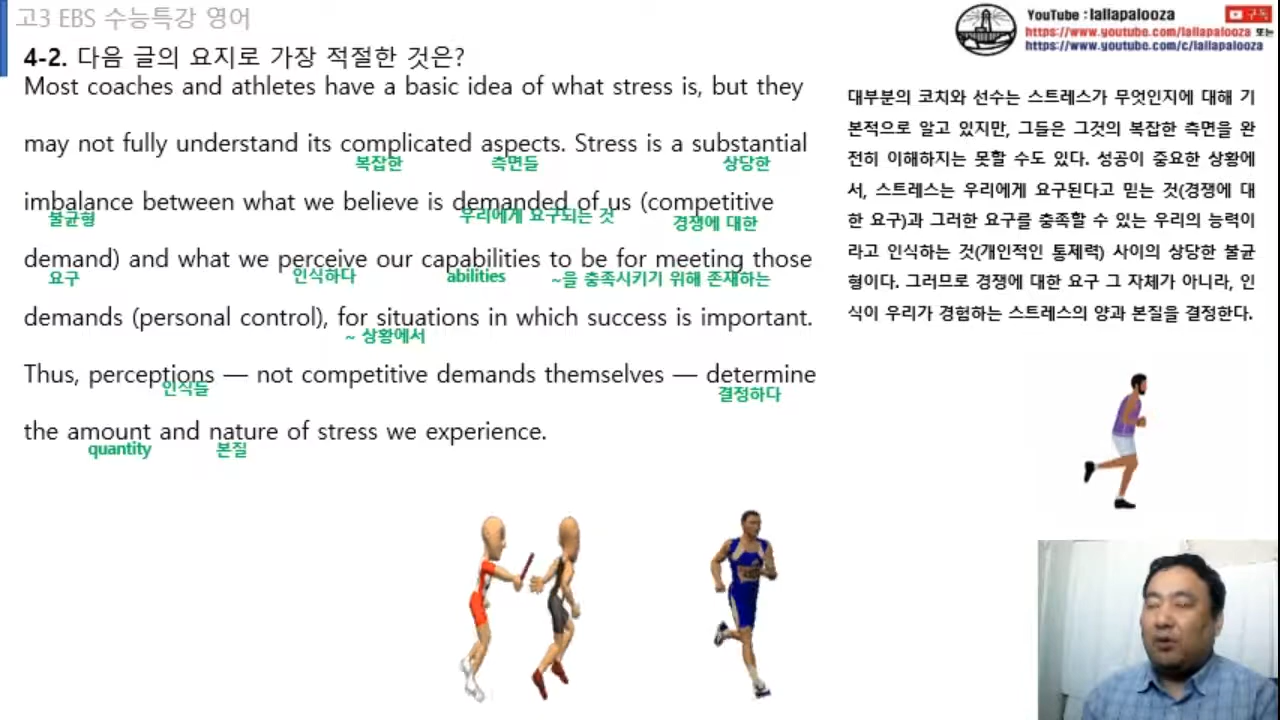 고3 EBS 수능특강 영어
YouTube : lallapalooza
구독
https://www.youtube.com/lallapalooza 또는
https://www.youtube.com/c/lallapalooza
4-2. 다음 글의 요지로 가장 적절한 것은?
Most coaches and athletes have a basic idea of what stress is, but they
may not fully understand its complicated aspects. Stress is a substantial
복잡한 측면들 상당한
imbalance between what we believe is demanded of us (competitive
불균형 우리에게 요구되는 것 경쟁에 대한
demand) and what we perceive our capabilities to be for meeting those
요구 인식하다 abilities ~을 충족시키기 위해 존재하는
demands (personal control), for situations in which success is important.
~ 상황에서
Thus, perceptions — not competitive demands themselves — determine
인식들 결정하다
the amount and nature of stress we experience.
quantity 본질
대부분의 코치와 선수는 스트레스가 무엇인지에 대해 기
본적으로 알고 있지만, 그들은 그것의 복잡한 측면을 완
전히 이해하지는 못할 수도 있다. 성공이 중요한 상황에
서, 스트레스는 우리에게 요구된다고 믿는 것(경쟁에 대
한 요구)과 그러한 요구를 충족할 수 있는 우리의 능력이
라고 인식하는 것(개인적인 통제력) 사이의 상당한 불균
형이다. 그러므로 경쟁에 대한 요구 그 자체가 아니라, 인
식이 우리가 경험하는 스트레스의 양과 본질을 결정한다.